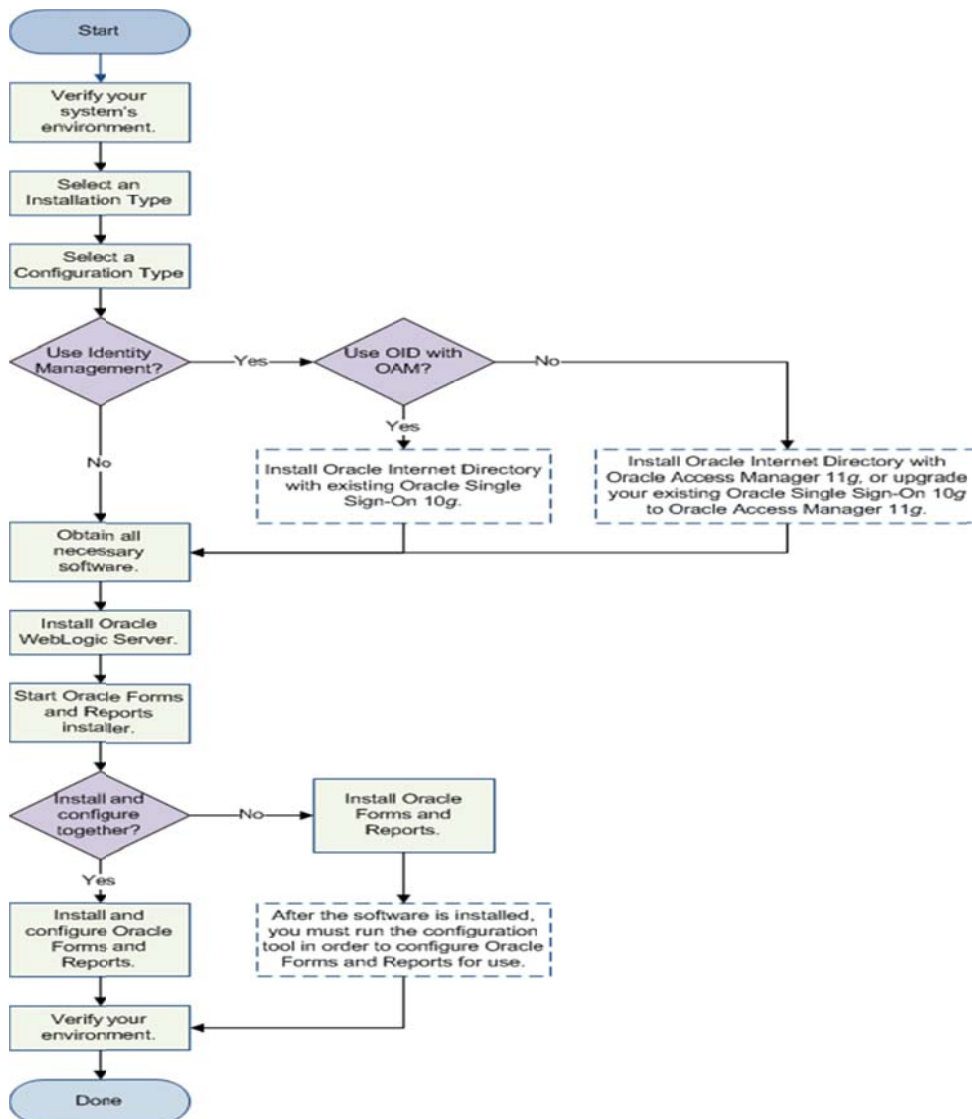 Start
Verify your
system's
environment.
Select an
Installation Type
Select a
Configuration Type
Use Identity
Management?
Yes
Use OID with
OAM?
No
Yes
No
Install Oracle Internet Directory
with existing Oracle Single
Sign-On 10g.
Install Oracle Internet Directory with
Oracle Access Manager 11g, or upgrade
your existing Oracle Single Sign-On 10g
to Oracle Access Manager 11g.
Obtain all
necessary
software.
Install Oracle
WebLogic Server.
Start Oracle Forms
and Reports
installer.
Install and
configure
together?
No
Install Oracle
Forms and
Reports.
Yes
Install and
configure Oracle
Forms and
Reports.
After the software is installed,
you must run the configuration
tool in order to configure Oracle
Forms and Reports for use.
Verify your
environment.
Done